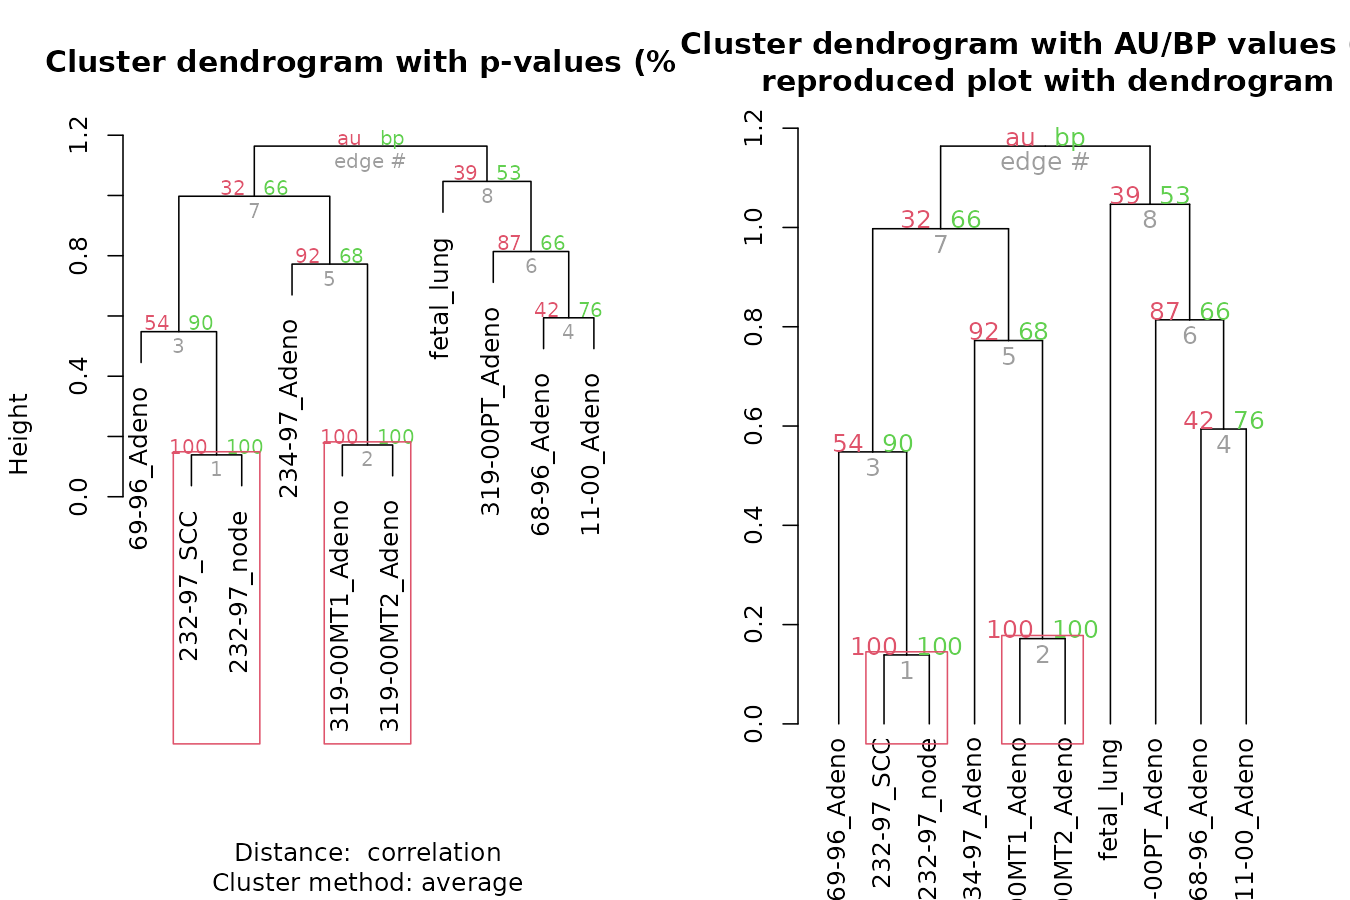 Cluster dendrogram with p-values (%
1.2
0.8
0.4
0.0
Height
au bp
edge #
39 53
8
32 66
7
87 66
6
92 68
5
42 76
4
54 90
3
100 100
2
100 100
1
69-96_Adeno
232-97_SCC
232-97_node
234-97_Adeno
319-00MT1_Adeno
319-00MT2_Adeno
fetal_lung
319-00PT_Adeno
68-96_Adeno
11-00_Adeno
Distance: correlation
Cluster method: average
Cluster dendrogram with AU/BP values
reproduced plot with dendrogram
1.2
1.0
0.8
0.6
0.4
0.2
0.0
au bp
edge #
39 53
8
32 66
7
87 66
6
92 68
5
42 76
4
54 90
3
100 100
2
100 100
1
69-96_Adeno
232-97_SCC
232-97_node
34-97_Adeno
00MT1_Adeno
00MT2_Adeno
fetal_lung
-00PT_Adeno
68-96_Adeno
11-00_Adeno